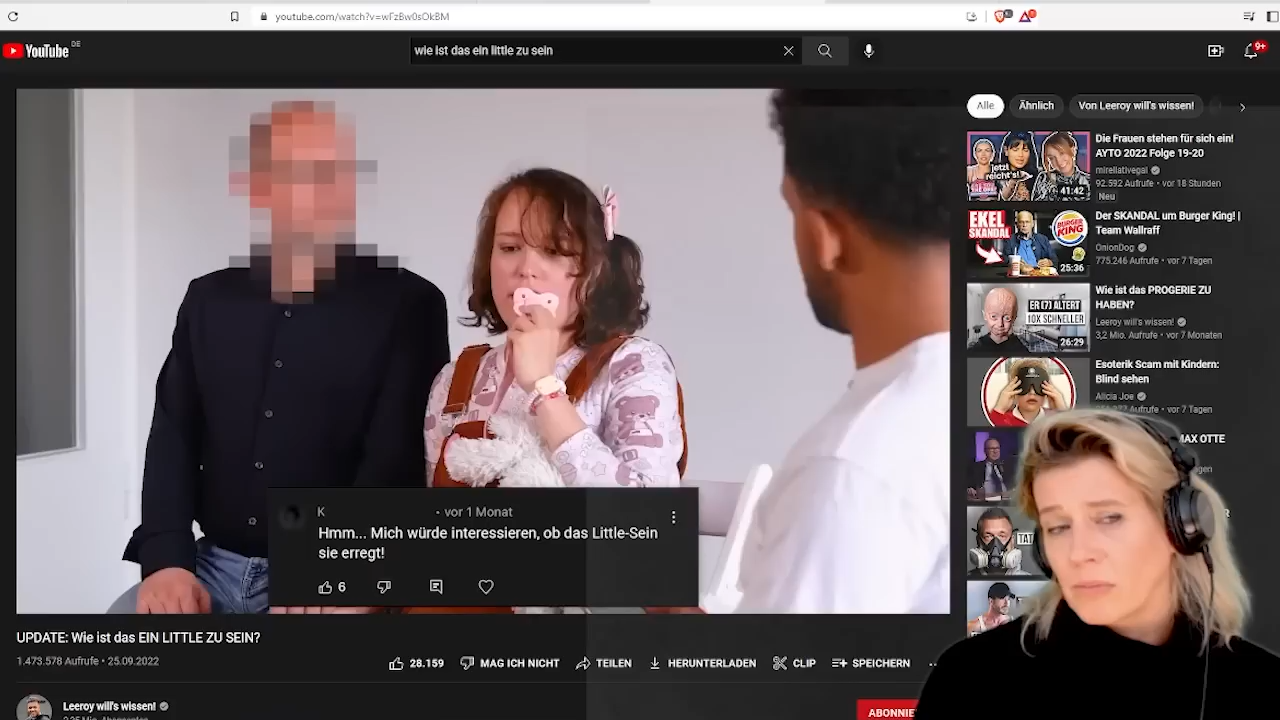 youtube.com/watch?v=wFzBw0sOkBM
YouTube DE
wie ist das ein little zu sein
9+
Alle
Ähnlich
Von Leeroy will's wissen!
jetzt
reicht's!
41:42
Die Frauen stehen für sich ein!
AYTO 2022 Folge 19-20
mirellativegal
92.592 Aufrufe • vor 18 Stunden
Neu
EKEL
SKANDAL
BURGER
KING
25:36
Der SKANDAL um Burger King! |
Team Wallraff
OnionDog
775.246 Aufrufe • vor 7 Tagen
ER (7) ALTERT
10X SCHNELLER
26:29
Wie ist das PROGERIE ZU
HABEN?
Leeroy will's wissen!
3,2 Mio. Aufrufe • vor 7 Monaten
Esoterik Scam mit Kindern:
Blind sehen
Alicia Joe
Aufrufe • vor 7 Tagen
MAX OTTE
TAT
K • vor 1 Monat
Hmm... Mich würde interessieren, ob das Little-Sein
sie erregt!
6
UPDATE: Wie ist das EIN LITTLE ZU SEIN?
1.473.578 Aufrufe • 25.09.2022
28.159
MAG ICH NICHT
TEILEN
HERUNTERLADEN
CLIP
SPEICHERN
Leeroy will's wissen!
ABONNIE